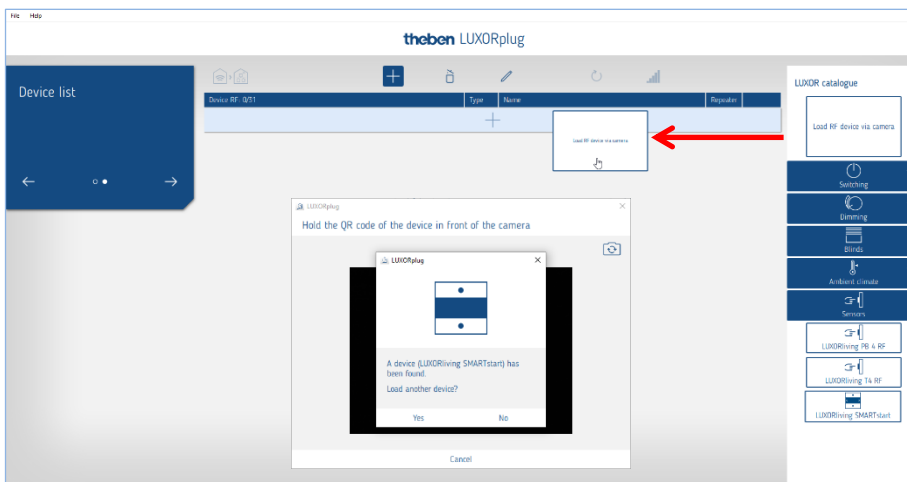 File Help
theben LUXORplug
Device list
Device RF: 0/31 Type Name Repeater
Load RF device via camera
LUXOR catalogue
Load RF device via camera
Switching
Dimming
Blinds
Ambient climate
Sensors
LUXORliving PB 4 RF
LUXORliving T4 RF
LUXORliving SMARTstart
LUXORplug
Hold the QR code of the device in front of the camera
LUXORplug
A device (LUXORliving SMARTstart) has
been found.
Load another device?
Yes No
Cancel